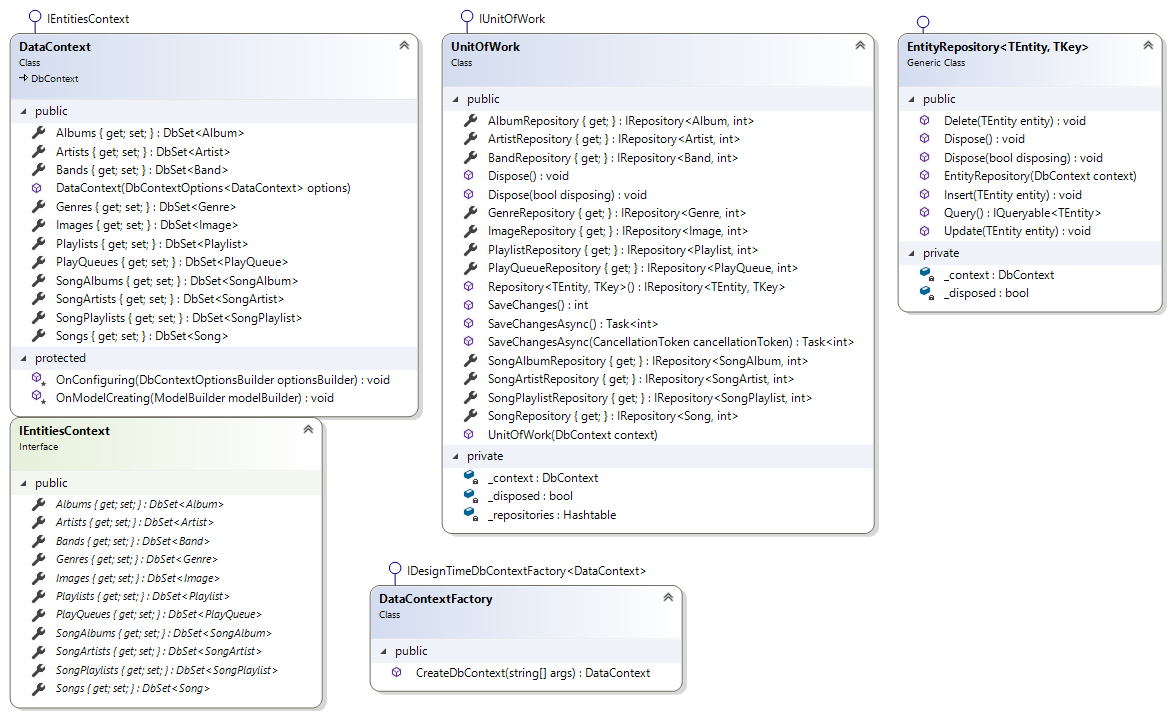 IEntitiesContext
DataContext
Class
DbContext
public
Albums { get; set; } : DbSet<Album>
Artists { get; set; } : DbSet<Artist>
Bands { get; set; } : DbSet<Band>
DataContext(DbContextOptions<DataContext> options)
Genres { get; set; } : DbSet<Genre>
Images { get; set; } : DbSet<Image>
Playlists { get; set; } : DbSet<Playlist>
PlayQueues { get; set; } : DbSet<PlayQueue>
SongAlbums { get; set; } : DbSet<SongAlbum>
SongArtists { get; set; } : DbSet<SongArtist>
SongPlaylists { get; set; } : DbSet<SongPlaylist>
Songs { get; set; } : DbSet<Song>
protected
OnConfiguring(DbContextOptionsBuilder optionsBuilder) : void
OnModelCreating(ModelBuilder modelBuilder) : void
IEntitiesContext
Interface
public
Albums { get; set; } : DbSet<Album>
Artists { get; set; } : DbSet<Artist>
Bands { get; set; } : DbSet<Band>
Genres { get; set; } : DbSet<Genre>
Images { get; set; } : DbSet<Image>
Playlists { get; set; } : DbSet<Playlist>
PlayQueues { get; set; } : DbSet<PlayQueue>
SongAlbums { get; set; } : DbSet<SongAlbum>
SongArtists { get; set; } : DbSet<SongArtist>
SongPlaylists { get; set; } : DbSet<SongPlaylist>
Songs { get; set; } : DbSet<Song>
IUnitOfWork
UnitOfWork
Class
public
AlbumRepository { get; } : IRepository<Album, int>
ArtistRepository { get; } : IRepository<Artist, int>
BandRepository { get; } : IRepository<Band, int>
Dispose() : void
Dispose(bool disposing) : void
GenreRepository { get; } : IRepository<Genre, int>
ImageRepository { get; } : IRepository<Image, int>
PlaylistRepository { get; } : IRepository<Playlist, int>
PlayQueueRepository { get; } : IRepository<PlayQueue, int>
Repository<TEntity, TKey>() : IRepository<TEntity, TKey>
SaveChanges() : int
SaveChangesAsync() : Task<int>
SaveChangesAsync(CancellationToken cancellationToken) : Task<int>
SongAlbumRepository { get; } : IRepository<SongAlbum, int>
SongArtistRepository { get; } : IRepository<SongArtist, int>
SongPlaylistRepository { get; } : IRepository<SongPlaylist, int>
SongRepository { get; } : IRepository<Song, int>
UnitOfWork(DbContext context)
private
_context : DbContext
_disposed : bool
_repositories : Hashtable
IDesignTimeDbContextFactory<DataContext>
DataContextFactory
Class
public
CreateDbContext(string[] args) : DataContext
EntityRepository<TEntity, TKey>
Generic Class
public
Delete(TEntity entity) : void
Dispose() : void
Dispose(bool disposing) : void
EntityRepository(DbContext context)
Insert(TEntity entity) : void
Query() : IQueryable<TEntity>
Update(TEntity entity) : void
private
_context : DbContext
_disposed : bool